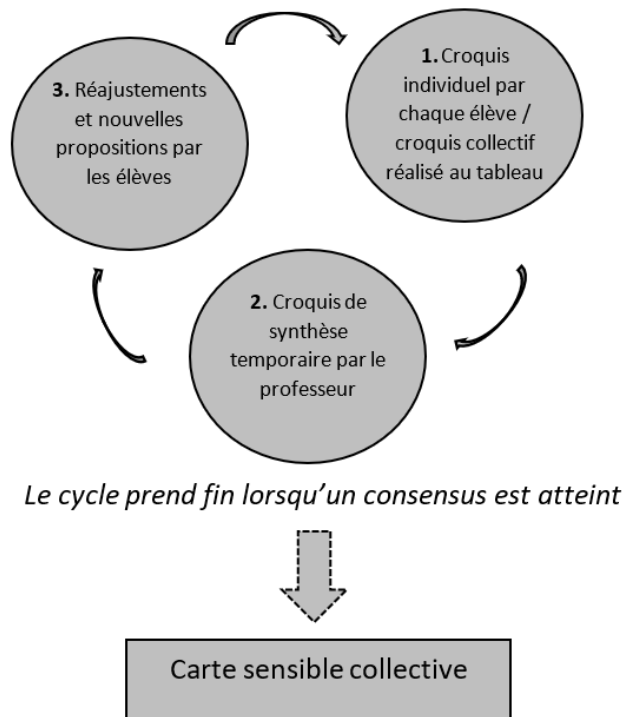 1. Croquis
individuel par
chaque élève /
croquis collectif
réalisé au tableau
2. Croquis de
synthèse
temporaire par le
professeur
3. Réajustements
et nouvelles
propositions par
les élèves
Le cycle prend fin lorsqu'un consensus est atteint
Carte sensible collective